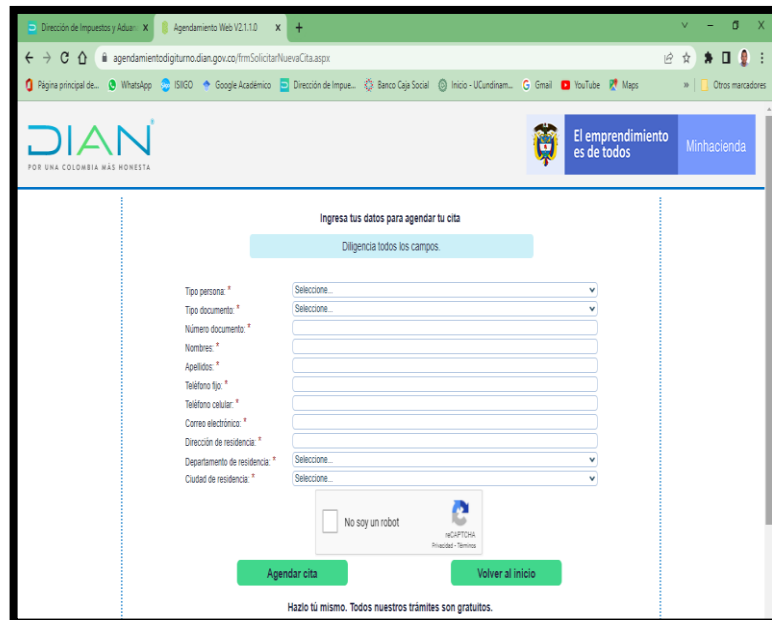 Dirección de Impuestos y Aduan X
Agendamiento Web V2.1.1.0 X +
agendamientodigiturno.dian.gov.co/frmSolicitarNuevaCita.aspx
Página principal de... WhatsApp ISIIGO Google Académico Dirección de Impue... Banco Caja Social Inicio - UCundinam... Gmail YouTube Maps » Otros marcadores
DIAN
POR UNA COLOMBIA MÁS HONESTA
El emprendimiento
es de todos
Minhacienda
Ingresa tus datos para agendar tu cita
Diligencia todos los campos.
Tipo persona: * Seleccione...
Tipo documento: * Seleccione...
Número documento: *
Nombres: *
Apellidos: *
Teléfono fijo: *
Teléfono celular: *
Correo electrónico: *
Dirección de residencia: *
Departamento de residencia: * Seleccione...
Ciudad de residencia: * Seleccione...
No soy un robot
reCAPTCHA
Privacidad - Términos
Agendar cita
Volver al inicio
Hazlo tú mismo. Todos nuestros trámites son gratuitos.